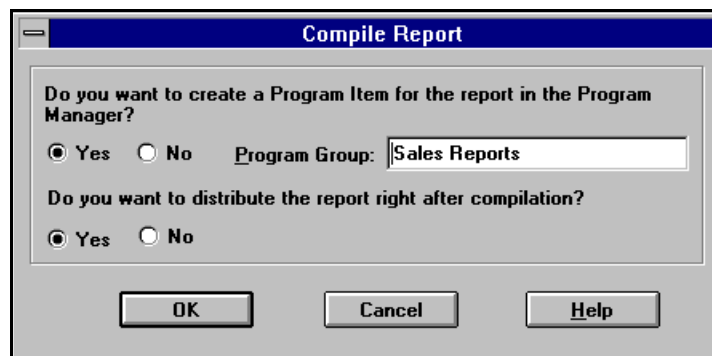 Compile Report
Do you want to create a Program Item for the report in the Program
Manager?
Yes No Program Group: Sales Reports
Do you want to distribute the report right after compilation?
Yes No
OK Cancel Help